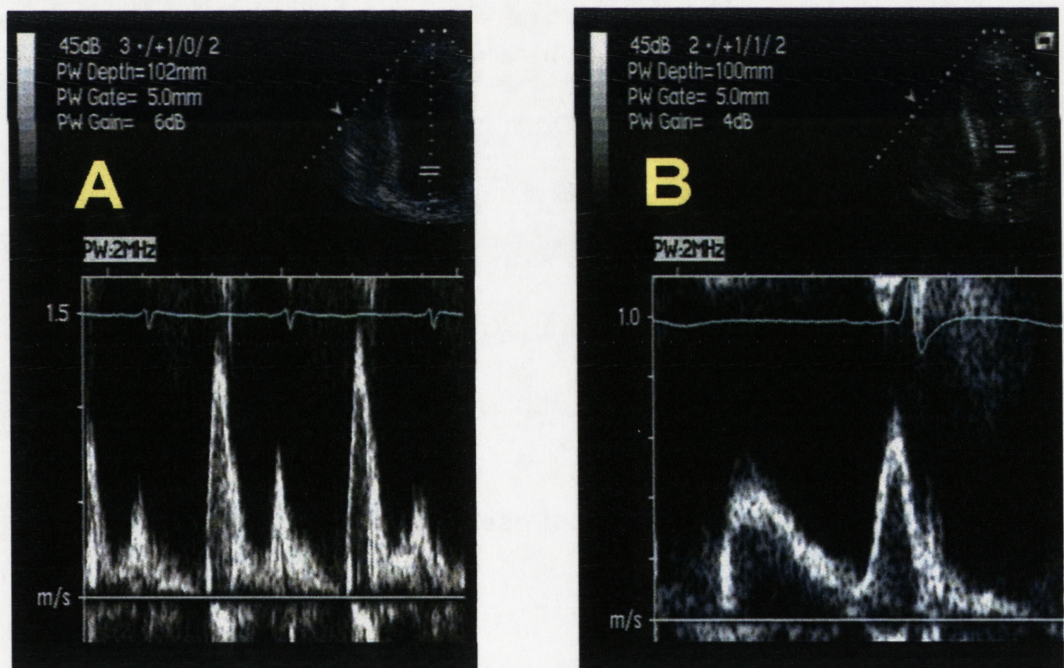 45dB 3 •/+1/0/ 2
PW Depth=102mm
PW Gate= 5.0mm
PW Gain= 6dB
A
PW:2MHz
1.5
m/s
45dB 2 •/+1/1/ 2
PW Depth=100mm
PW Gate= 5.0mm
PW Gain= 4dB
B
PW:2MHz
1.0
m/s